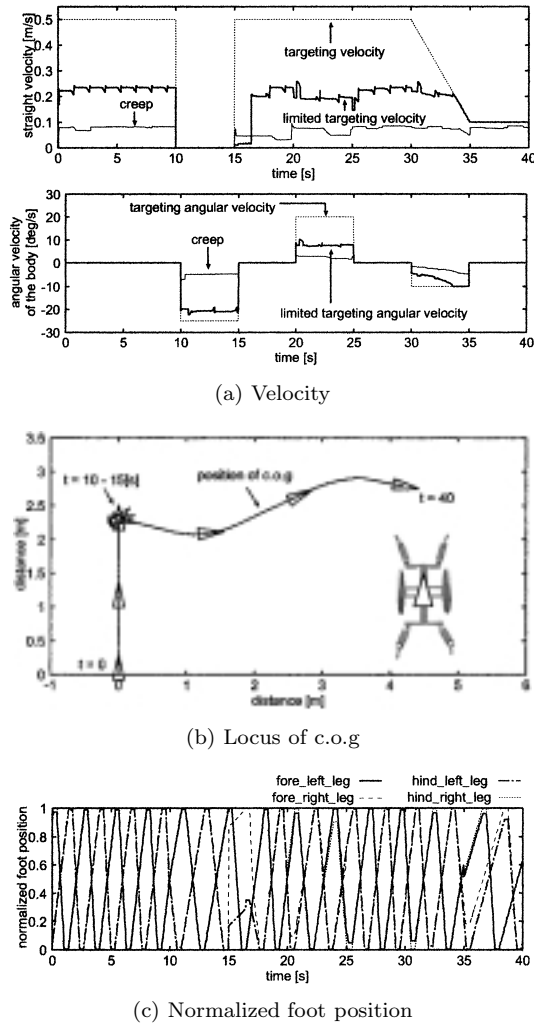 straight velocity [m/s]
0.5
0.4
0.3
0.2
0.1
0
targeting velocity
creep
limited targeting velocity
0 5 10 15 20 25 30 35 40
time [s]
angular velocity
of the body [deg/s]
30
20
10
0
-10
-20
-30
targeting angular velocity
creep
limited targeting angular velocity
0 5 10 15 20 25 30 35 40
time [s]
(a) Velocity
distance [m]
3.5
3
2.5
2
1.5
1
0.5
0
t = 10 - 15[s]
position of c.o.g
t = 40
t = 0
-1 0 1 2 3 4 5 6
distance [m]
(b) Locus of c.o.g
fore_left_leg hind_left_leg
fore_right_leg hind_right_leg
normalized foot position
1
0.8
0.6
0.4
0.2
0
0 5 10 15 20 25 30 35 40
time [s]
(c) Normalized foot position